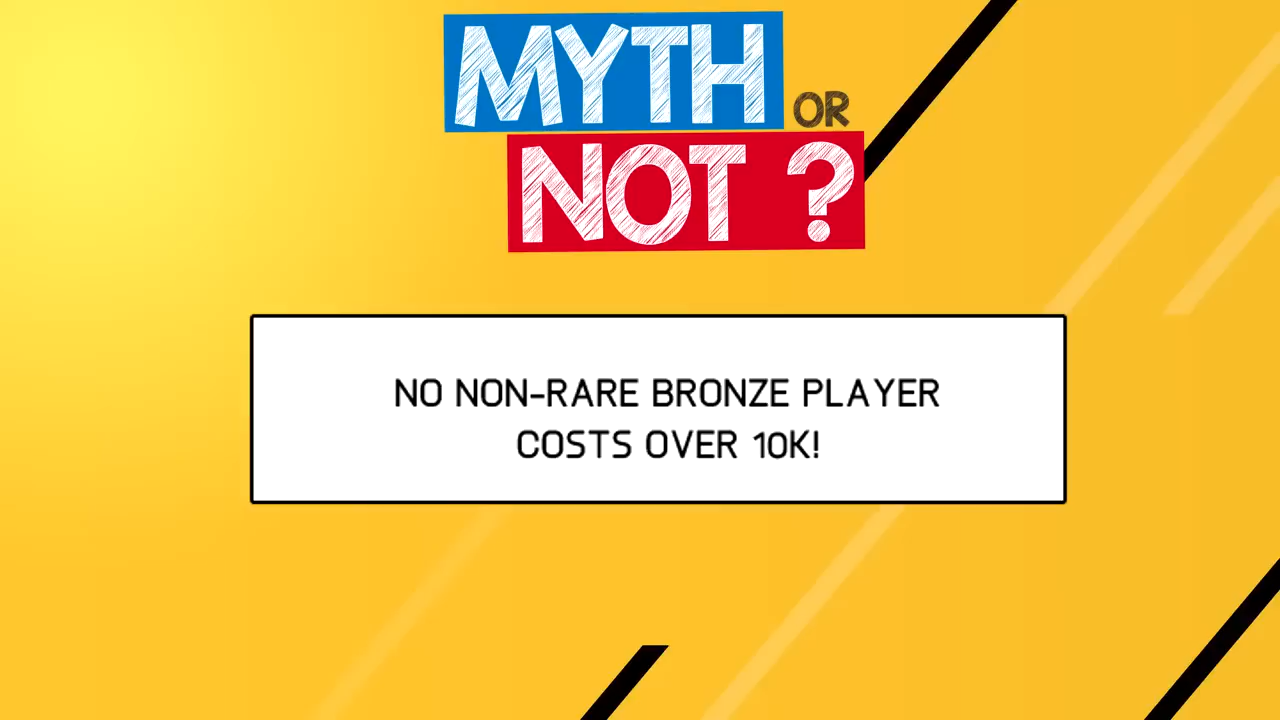 MYTH OR
NOT ?
NO NON-RARE BRONZE PLAYER
COSTS OVER 10K!